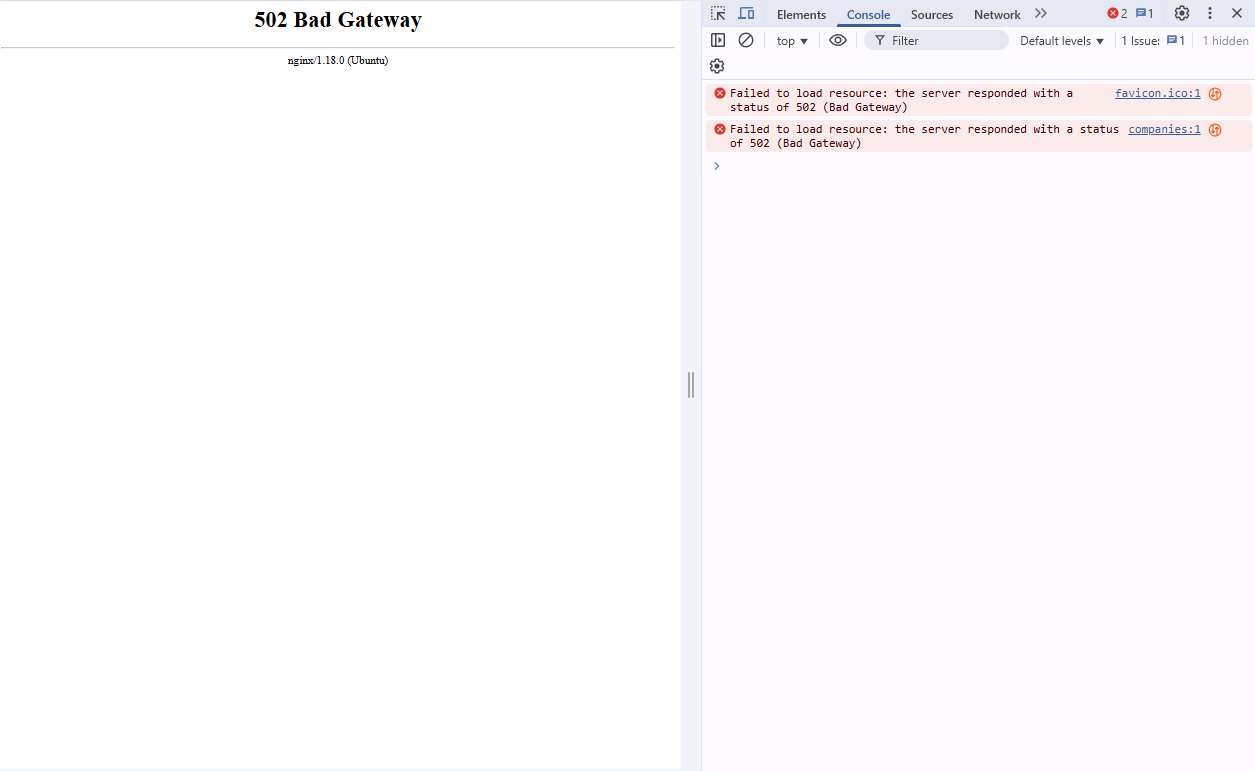 502 Bad Gateway
nginx/1.18.0 (Ubuntu)
Elements Console Sources Network 2 1
top Filter Default levels 1 Issue: 1 1 hidden
Failed to load resource: the server responded with a favicon.ico:1
status of 502 (Bad Gateway)
Failed to load resource: the server responded with a status companies:1
of 502 (Bad Gateway)